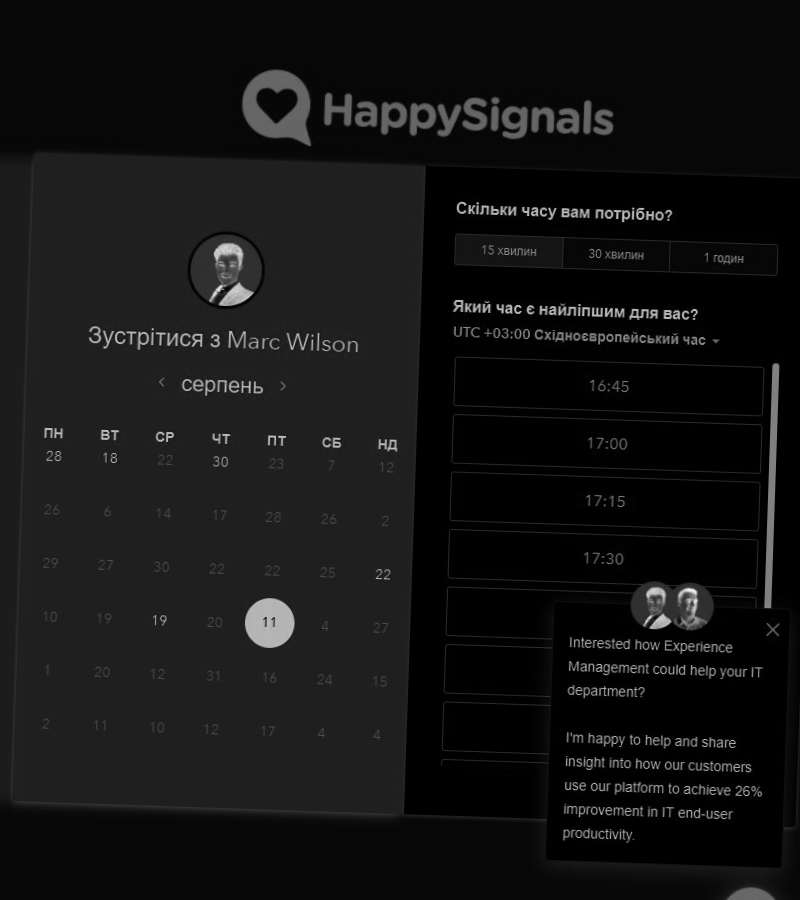 HappySignals
Зустрітися з Marc Wilson
серпень
ПН ВТ СР ЧТ ПТ СБ НД
28 18 22 30 23 7 12
26 6 14 17 28 26 2
29 27 30 22 22 25 22
10 19 19 20 11 4 27
1 20 12 31 16 24 15
2 11 10 12 17 4 4
Скільки часу вам потрібно?
15 хвилин 30 хвилин 1 годин
Який час є найліпшим для вас?
UTC +03:00 Східноєвропейський час
16:45
17:00
17:15
17:30
Interested how Experience
Management could help your IT
department?
I'm happy to help and share
insight into how our customers
use our platform to achieve 26%
improvement in IT end-user
productivity.